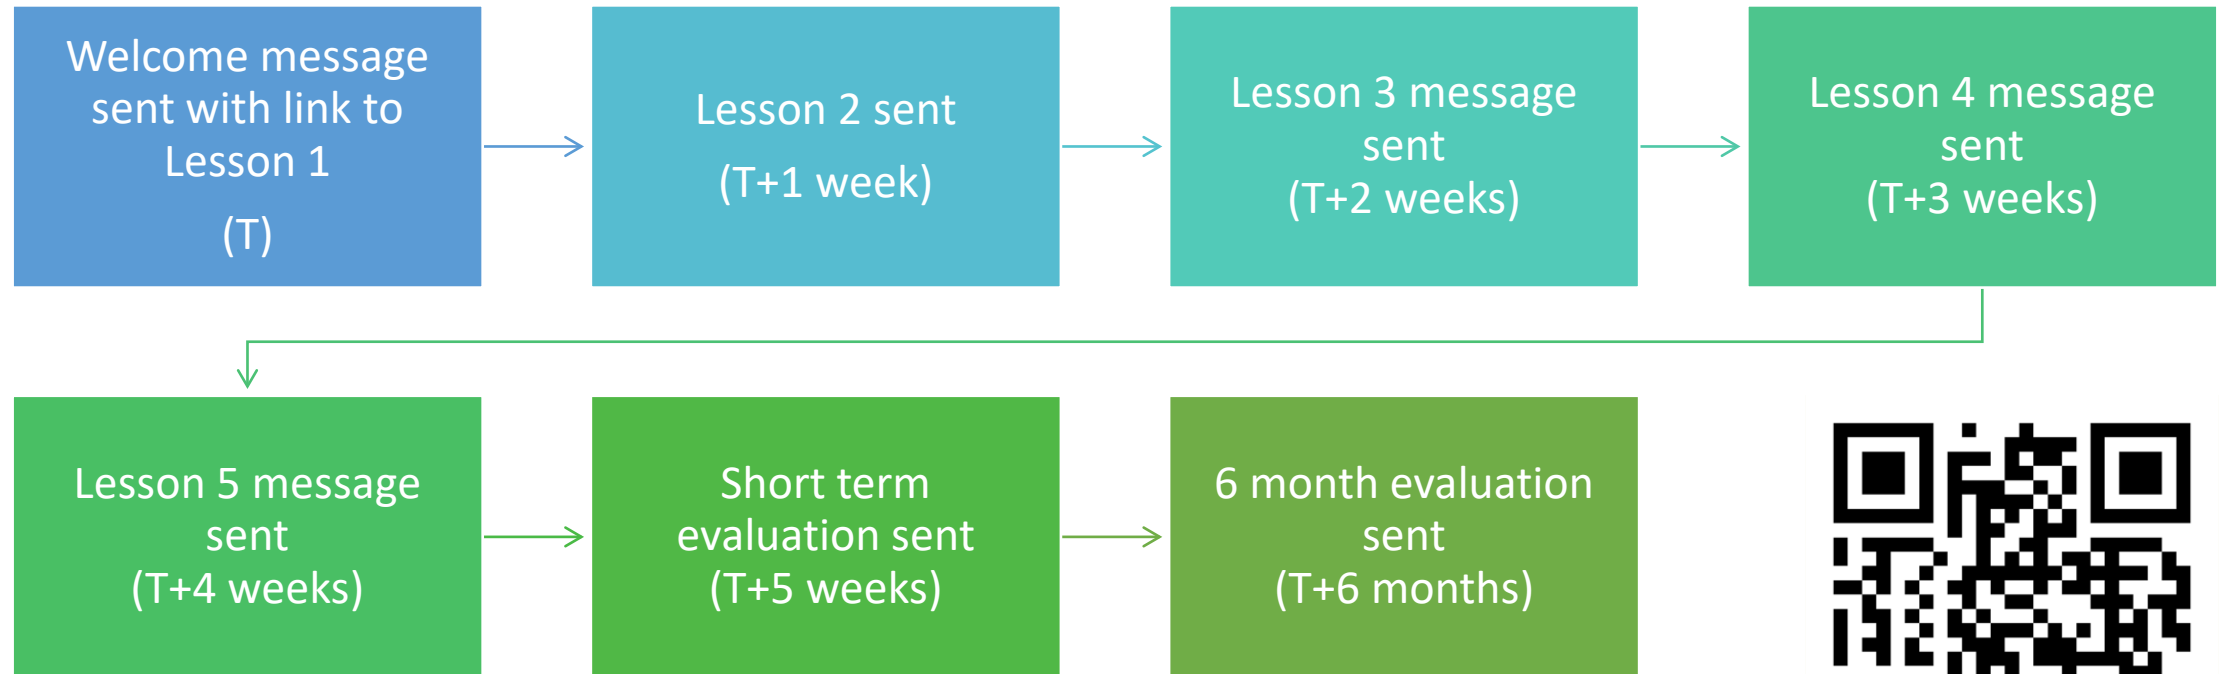 Welcome message
sent with link to
Lesson 1
(T)
Lesson 2 sent
(T+1 week)
Lesson 3 message
sent
(T+2 weeks)
Lesson 4 message
sent
(T+3 weeks)
Lesson 5 message
sent
(T+4 weeks)
Short term
evaluation sent
(T+5 weeks)
6 month evaluation
sent
(T+6 months)